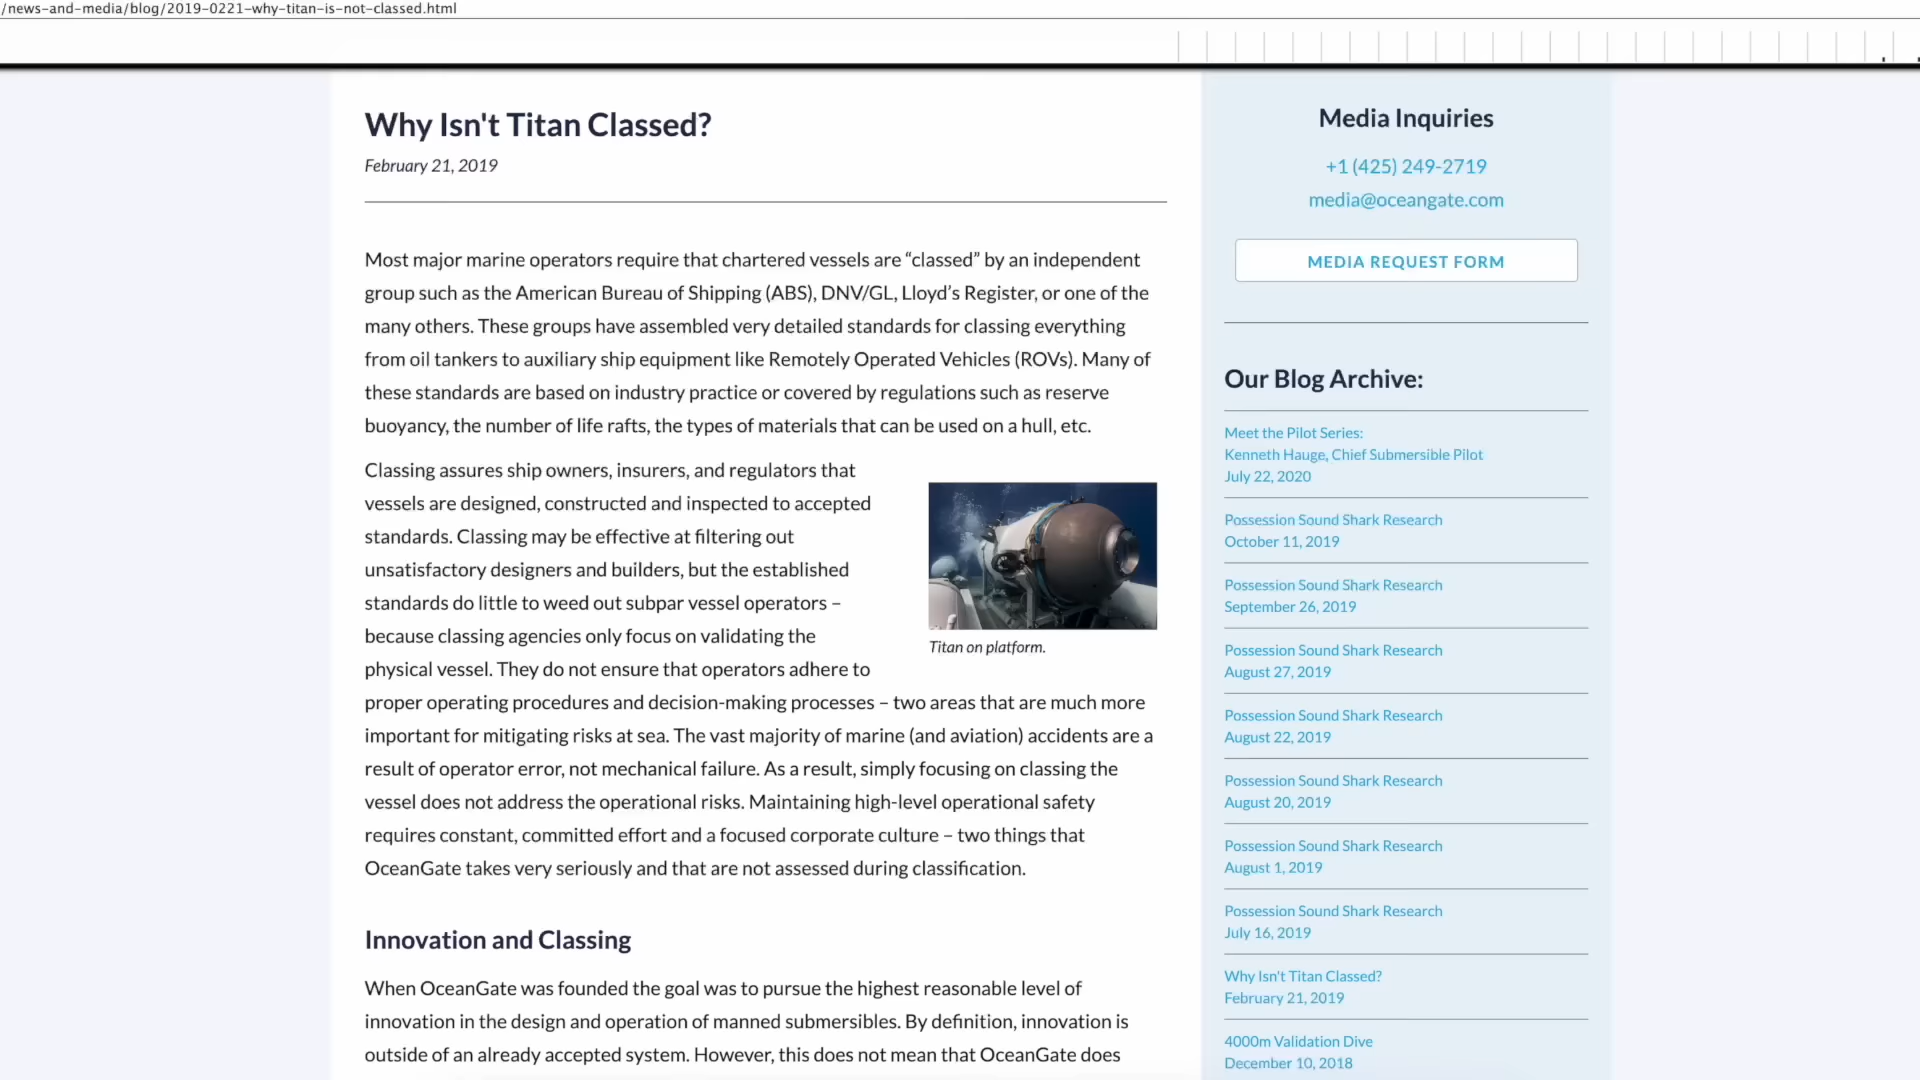 /news-and-media/blog/2019-0221-why-titan-is-not-classed.html
Why Isn't Titan Classed?
February 21, 2019
Most major marine operators require that chartered vessels are “classed” by an independent
group such as the American Bureau of Shipping (ABS), DNV/GL, Lloyd’s Register, or one of the
many others. These groups have assembled very detailed standards for classing everything
from oil tankers to auxiliary ship equipment like Remotely Operated Vehicles (ROVs). Many of
these standards are based on industry practice or covered by regulations such as reserve
buoyancy, the number of life rafts, the types of materials that can be used on a hull, etc.
Classing assures ship owners, insurers, and regulators that
vessels are designed, constructed and inspected to accepted
standards. Classing may be effective at filtering out
unsatisfactory designers and builders, but the established
standards do little to weed out subpar vessel operators –
because classing agencies only focus on validating the
physical vessel. They do not ensure that operators adhere to
proper operating procedures and decision-making processes – two areas that are much more
important for mitigating risks at sea. The vast majority of marine (and aviation) accidents are a
result of operator error, not mechanical failure. As a result, simply focusing on classing the
vessel does not address the operational risks. Maintaining high-level operational safety
requires constant, committed effort and a focused corporate culture – two things that
OceanGate takes very seriously and that are not assessed during classification.
Titan on platform.
Innovation and Classing
When OceanGate was founded the goal was to pursue the highest reasonable level of
innovation in the design and operation of manned submersibles. By definition, innovation is
outside of an already accepted system. However, this does not mean that OceanGate does
Media Inquiries
+1 (425) 249-2719
media@oceangate.com
MEDIA REQUEST FORM
Our Blog Archive:
Meet the Pilot Series:
Kenneth Hauge, Chief Submersible Pilot
July 22, 2020
Possession Sound Shark Research
October 11, 2019
Possession Sound Shark Research
September 26, 2019
Possession Sound Shark Research
August 27, 2019
Possession Sound Shark Research
August 22, 2019
Possession Sound Shark Research
August 20, 2019
Possession Sound Shark Research
August 1, 2019
Possession Sound Shark Research
July 16, 2019
Why Isn't Titan Classed?
February 21, 2019
4000m Validation Dive
December 10, 2018